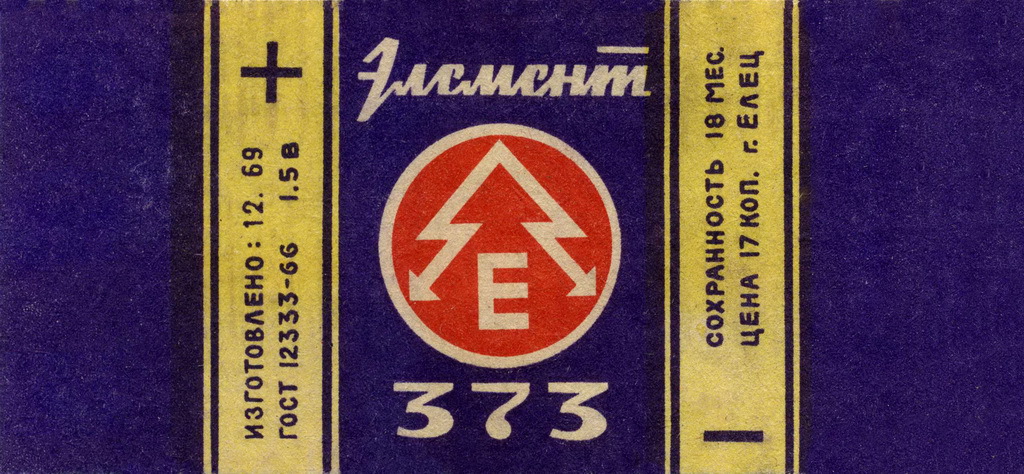 +
ИЗГОТОВЛЕНО: 12. 69
ГОСТ 12333-66 1.5 В
Элемент
Е
373
СОХРАННОСТЬ 18 МЕС.
ЦЕНА 17 КОП. г. ЕЛЕЦ
–